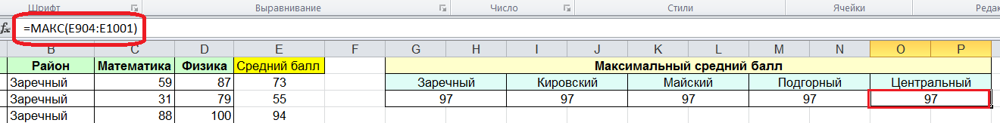 Шрифт Выравнивание Число Стили Ячейки Редак
fx =МАКС(E904:E1001)
B C D E F G H I J K L M N O P
Район Математика Физика Средний балл Максимальный средний балл
Заречный 59 87 73 Заречный Кировский Майский Подгорный Центральный
Заречный 31 79 55 97 97 97 97 97
Заречный 88 100 94